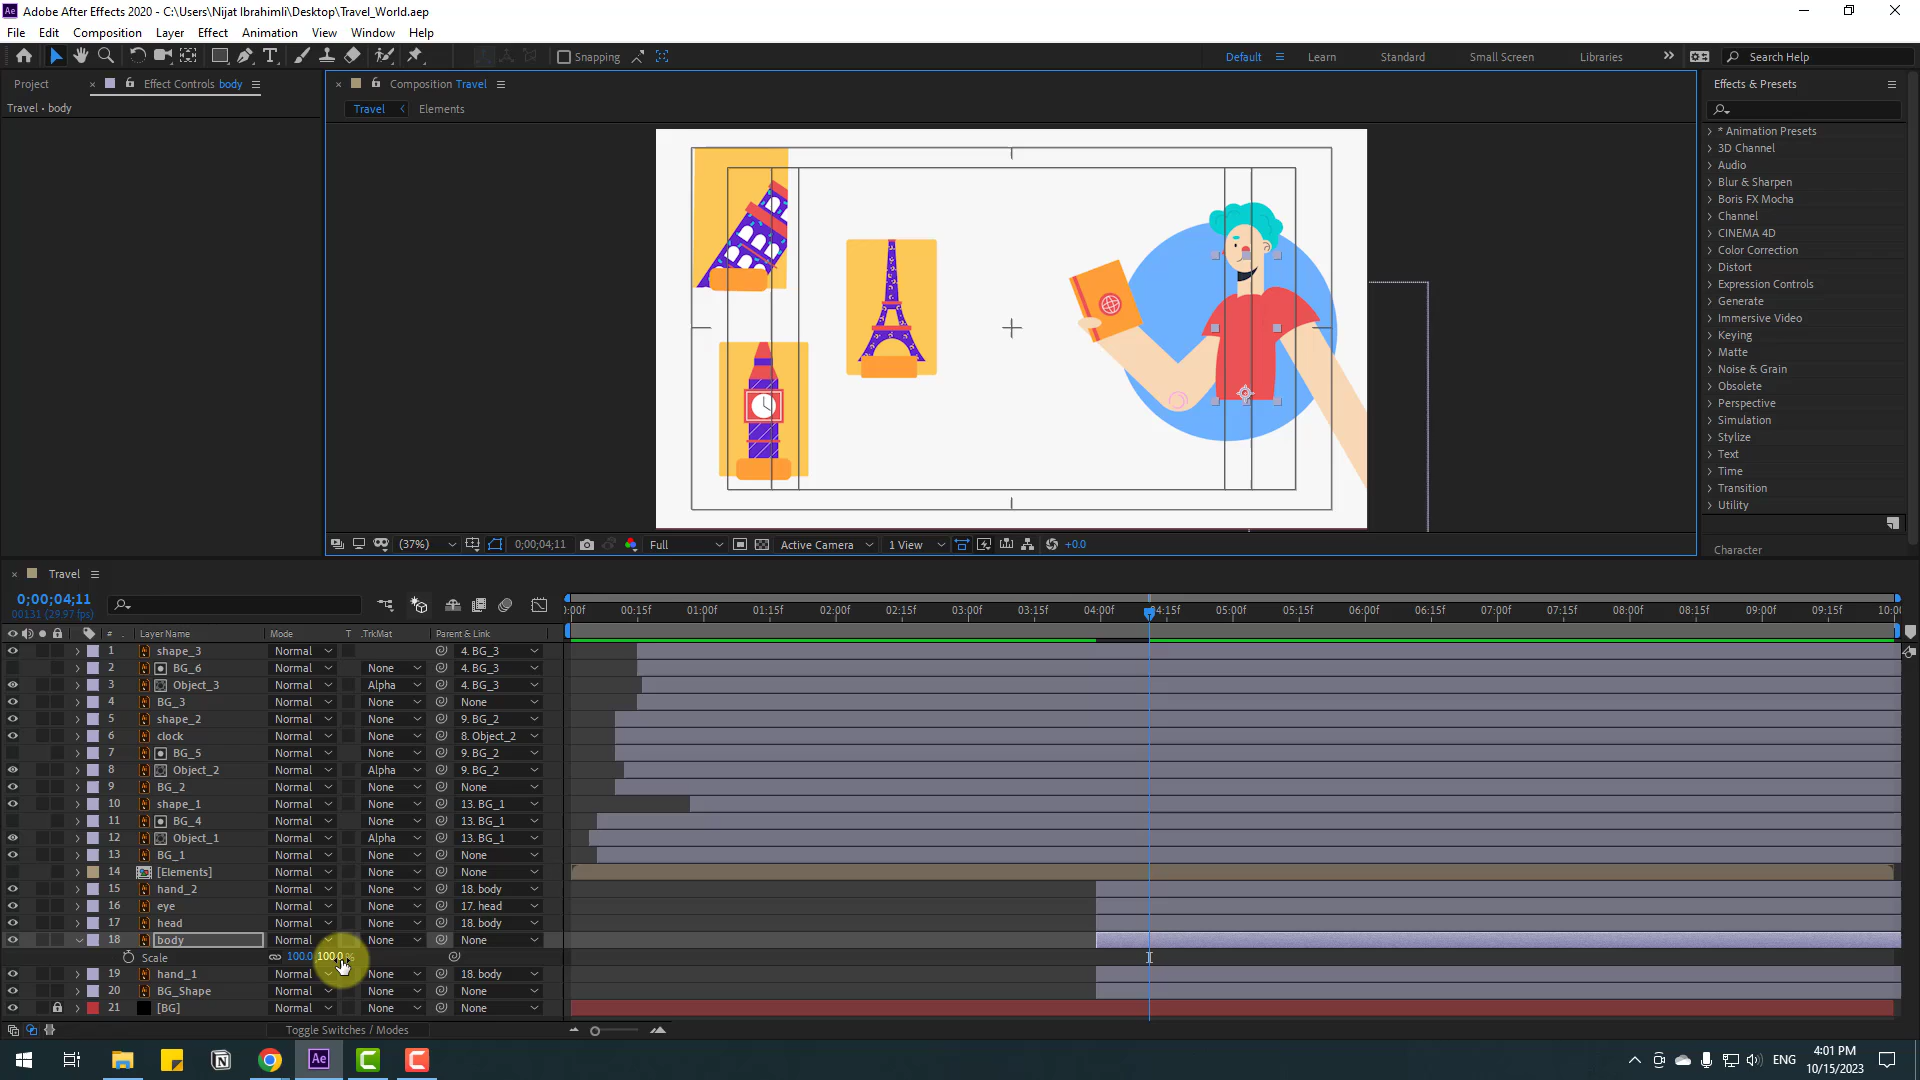 Adobe After Effects 2020 - C:\Users\Nijat Ibrahimli\Desktop\Travel_World.aep
File Edit Composition Layer Effect Animation View Window Help
Snapping Default Learn Standard Small Screen Libraries Search Help
Project Effect Controls body
Travel • body
Composition Travel
Travel Elements
Effects & Presets
* Animation Presets
3D Channel
Audio
Blur & Sharpen
Boris FX Mocha
Channel
CINEMA 4D
Color Correction
Distort
Expression Controls
Generate
Immersive Video
Keying
Matte
Noise & Grain
Obsolete
Perspective
Simulation
Stylize
Text
Time
Transition
Utility
Character
(37%) 0;00;04;11 Full Active Camera 1 View +0.0
Travel
0;00;04;11
00131 (29.97 fps)
:00f 00:15f 01:00f 01:15f 02:00f 02:15f 03:00f 03:15f 04:00f 04:15f 05:00f 05:15f 06:00f 06:15f 07:00f 07:15f 08:00f 08:15f 09:00f 09:15f 10:00
# Layer Name Mode T .TrkMat Parent & Link
1 shape_3 Normal 4. BG_3
2 BG_6 Normal None 4. BG_3
3 Object_3 Normal Alpha 4. BG_3
4 BG_3 Normal None None
5 shape_2 Normal None 9. BG_2
6 clock Normal None 8. Object_2
7 BG_5 Normal None 9. BG_2
8 Object_2 Normal Alpha 9. BG_2
9 BG_2 Normal None None
10 shape_1 Normal None 13. BG_1
11 BG_4 Normal None 13. BG_1
12 Object_1 Normal Alpha 13. BG_1
13 BG_1 Normal None None
14 [Elements] Normal None None
15 hand_2 Normal None 18. body
16 eye Normal None 17. head
17 head Normal None 18. body
18 body Normal None None
Scale 100.0, 100.0 %
19 hand_1 Normal None 18. body
20 BG_Shape Normal None None
21 [BG] Normal None None
Toggle Switches / Modes
Ae
ENG
4:01 PM
10/15/2023